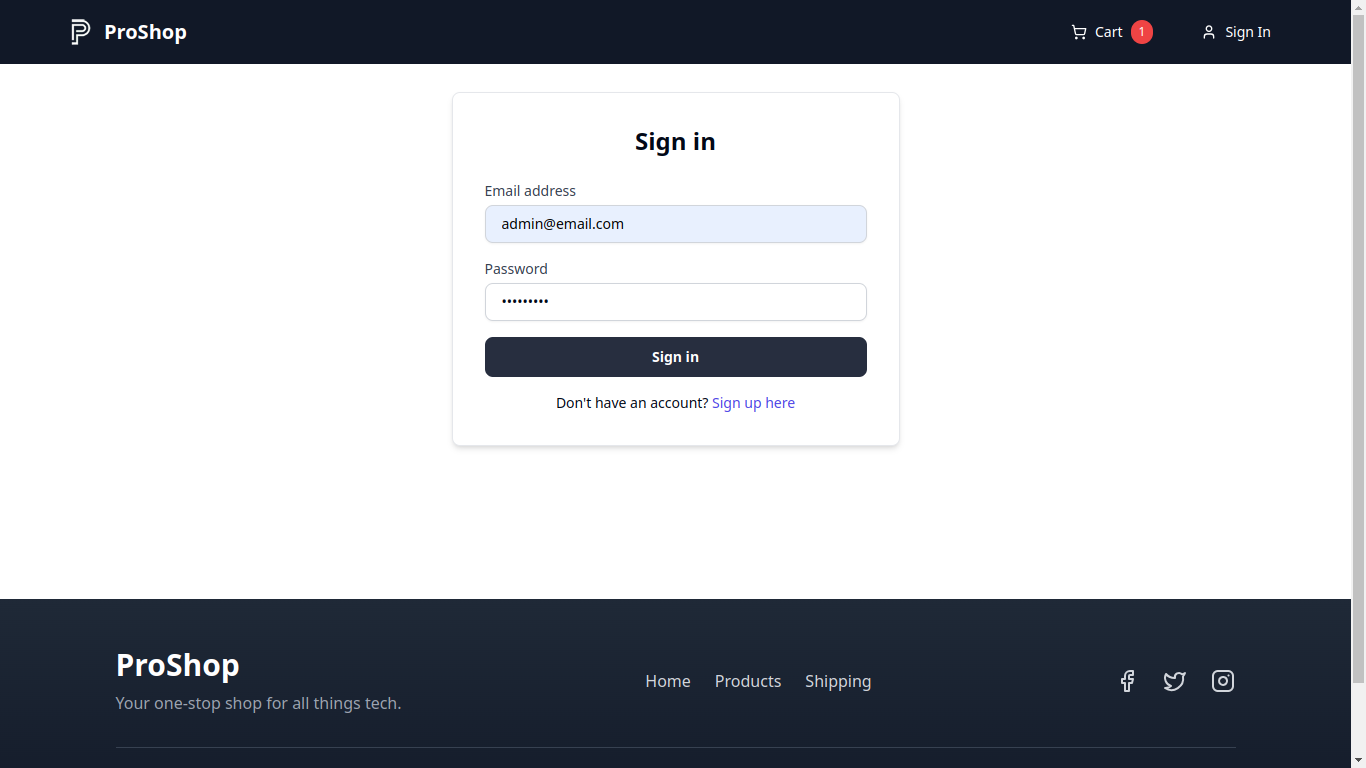 ProShop
Cart 1
Sign In
Sign in
Email address
admin@email.com
Password
•••••••••
Sign in
Don't have an account? Sign up here
ProShop
Your one-stop shop for all things tech.
Home Products Shipping